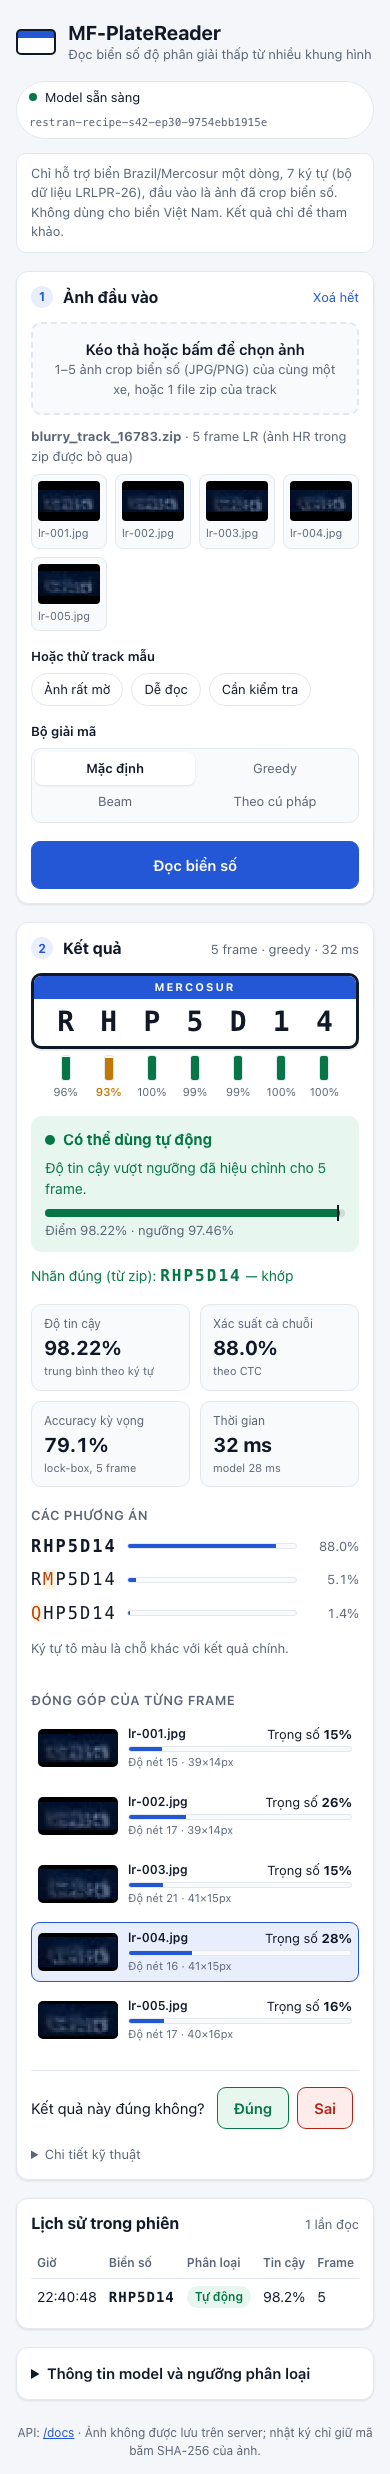 MF-PlateReader
Đọc biển số độ phân giải thấp từ nhiều khung hình
Model sẵn sàng
restran-recipe-s42-ep30-9754ebb1915e
Chỉ hỗ trợ biển Brazil/Mercosur một dòng, 7 ký tự (bộ
dữ liệu LRLPR-26), đầu vào là ảnh đã crop biển số.
Không dùng cho biển Việt Nam. Kết quả chỉ để tham
khảo.
1 Ảnh đầu vào Xoá hết
Kéo thả hoặc bấm để chọn ảnh
1–5 ảnh crop biển số (JPG/PNG) của cùng một
xe, hoặc 1 file zip của track
blurry_track_16783.zip · 5 frame LR (ảnh HR trong
zip được bỏ qua)
lr-001.jpg lr-002.jpg lr-003.jpg lr-004.jpg
lr-005.jpg
Hoặc thử track mẫu
Ảnh rất mờ Dễ đọc Cần kiểm tra
Bộ giải mã
Mặc định Greedy
Beam Theo cú pháp
Đọc biển số
2 Kết quả 5 frame · greedy · 32 ms
MERCOSUR
R H P 5 D 1 4
96% 93% 100% 99% 99% 100% 100%
Có thể dùng tự động
Độ tin cậy vượt ngưỡng đã hiệu chỉnh cho 5
frame.
Điểm 98.22% · ngưỡng 97.46%
Nhãn đúng (từ zip): RHP5D14 — khớp
Độ tin cậy Xác suất cả chuỗi
98.22% 88.0%
trung bình theo ký tự theo CTC
Accuracy kỳ vọng Thời gian
79.1% 32 ms
lock-box, 5 frame model 28 ms
CÁC PHƯƠNG ÁN
RHP5D14 88.0%
RMP5D14 5.1%
QHP5D14 1.4%
Ký tự tô màu là chỗ khác với kết quả chính.
ĐÓNG GÓP CỦA TỪNG FRAME
lr-001.jpg Trọng số 15%
Độ nét 15 · 39×14px
lr-002.jpg Trọng số 26%
Độ nét 17 · 39×14px
lr-003.jpg Trọng số 15%
Độ nét 21 · 41×15px
lr-004.jpg Trọng số 28%
Độ nét 16 · 41×15px
lr-005.jpg Trọng số 16%
Độ nét 17 · 40×16px
Kết quả này đúng không? Đúng Sai
Chi tiết kỹ thuật
Lịch sử trong phiên 1 lần đọc
Giờ Biển số Phân loại Tin cậy Frame
22:40:48 RHP5D14 Tự động 98.2% 5
Thông tin model và ngưỡng phân loại
API: /docs · Ảnh không được lưu trên server; nhật ký chỉ giữ mã
băm SHA-256 của ảnh.